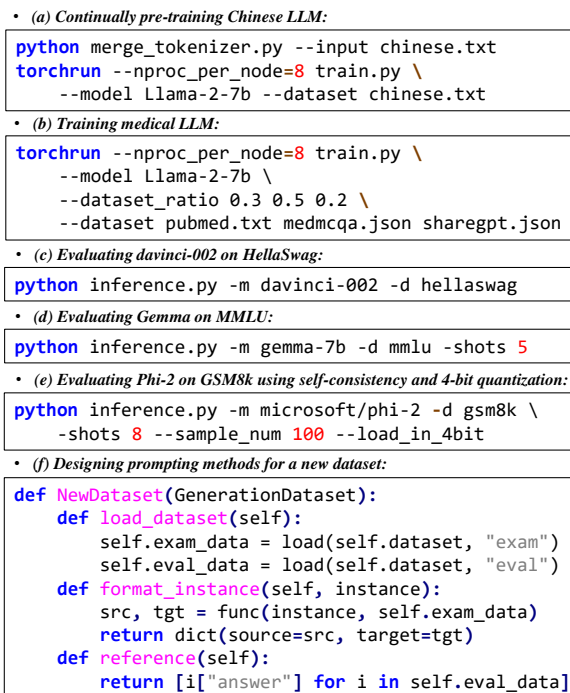 • (a) Continually pre-training Chinese LLM:
python merge_tokenizer.py --input chinese.txt
torchrun --nproc_per_node=8 train.py \
    --model Llama-2-7b --dataset chinese.txt
• (b) Training medical LLM:
torchrun --nproc_per_node=8 train.py \
    --model Llama-2-7b \
    --dataset_ratio 0.3 0.5 0.2 \
    --dataset pubmed.txt medmcqa.json sharegpt.json
• (c) Evaluating davinci-002 on HellaSwag:
python inference.py -m davinci-002 -d hellaswag
• (d) Evaluating Gemma on MMLU:
python inference.py -m gemma-7b -d mmlu -shots 5
• (e) Evaluating Phi-2 on GSM8k using self-consistency and 4-bit quantization:
python inference.py -m microsoft/phi-2 -d gsm8k \
    -shots 8 --sample_num 100 --load_in_4bit
• (f) Designing prompting methods for a new dataset:
def NewDataset(GenerationDataset):
    def load_dataset(self):
        self.exam_data = load(self.dataset, "exam")
        self.eval_data = load(self.dataset, "eval")
    def format_instance(self, instance):
        src, tgt = func(instance, self.exam_data)
        return dict(source=src, target=tgt)
    def reference(self):
        return [i["answer"] for i in self.eval_data]